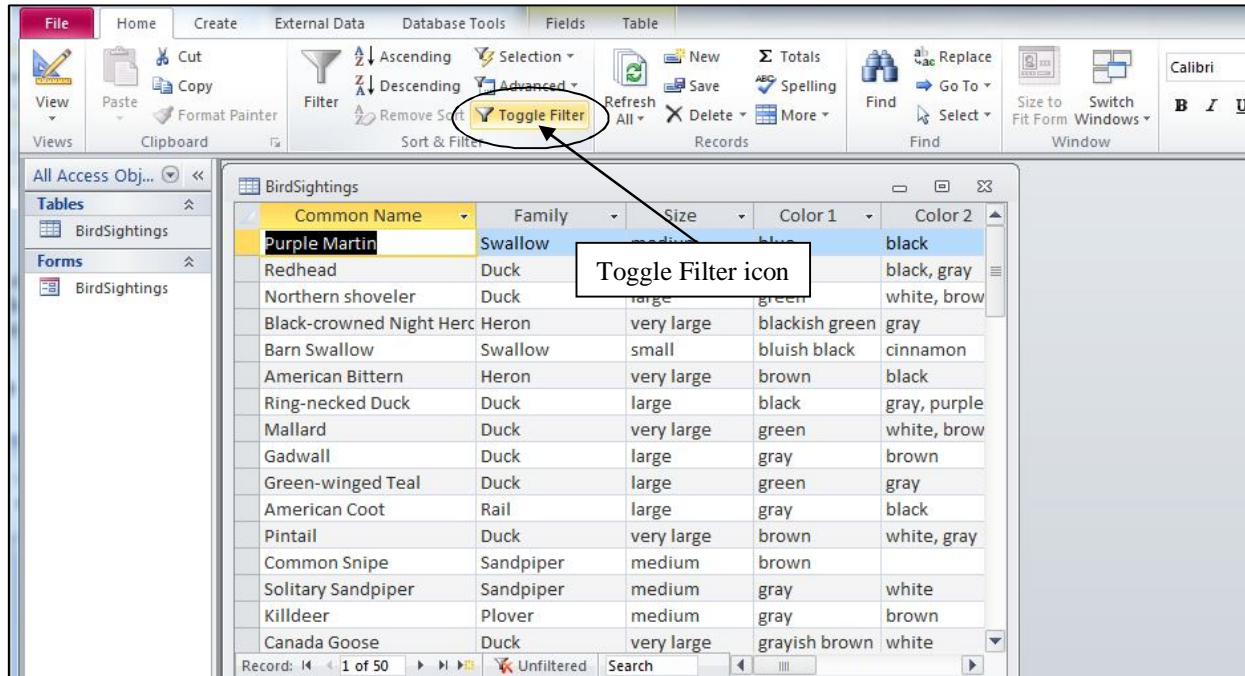 File Home Create External Data Database Tools Fields Table
Cut Ascending Selection New Σ Totals Replace
Copy Descending Advanced Save Spelling Go To Calibri
View Paste Format Painter Filter Remove Sort Toggle Filter Refresh All Delete More Find Select Size to Fit Form Switch Windows B I U
Views Clipboard Sort & Filter Records Find Window
All Access Obj... BirdSightings
Tables
BirdSightings
Forms
BirdSightings
Common Name Family Size Color 1 Color 2
Purple Martin Swallow medium blue black
Redhead Duck black, gray
Toggle Filter icon
Northern shoveler Duck large green white, brow
Black-crowned Night Herc Heron very large blackish green gray
Barn Swallow Swallow small bluish black cinnamon
American Bittern Heron very large brown black
Ring-necked Duck Duck large black gray, purple
Mallard Duck very large green white, brow
Gadwall Duck large gray brown
Green-winged Teal Duck large green gray
American Coot Rail large gray black
Pintail Duck very large brown white, gray
Common Snipe Sandpiper medium brown
Solitary Sandpiper Sandpiper medium gray white
Killdeer Plover medium gray brown
Canada Goose Duck very large grayish brown white
Record: 1 of 50 Unfiltered Search